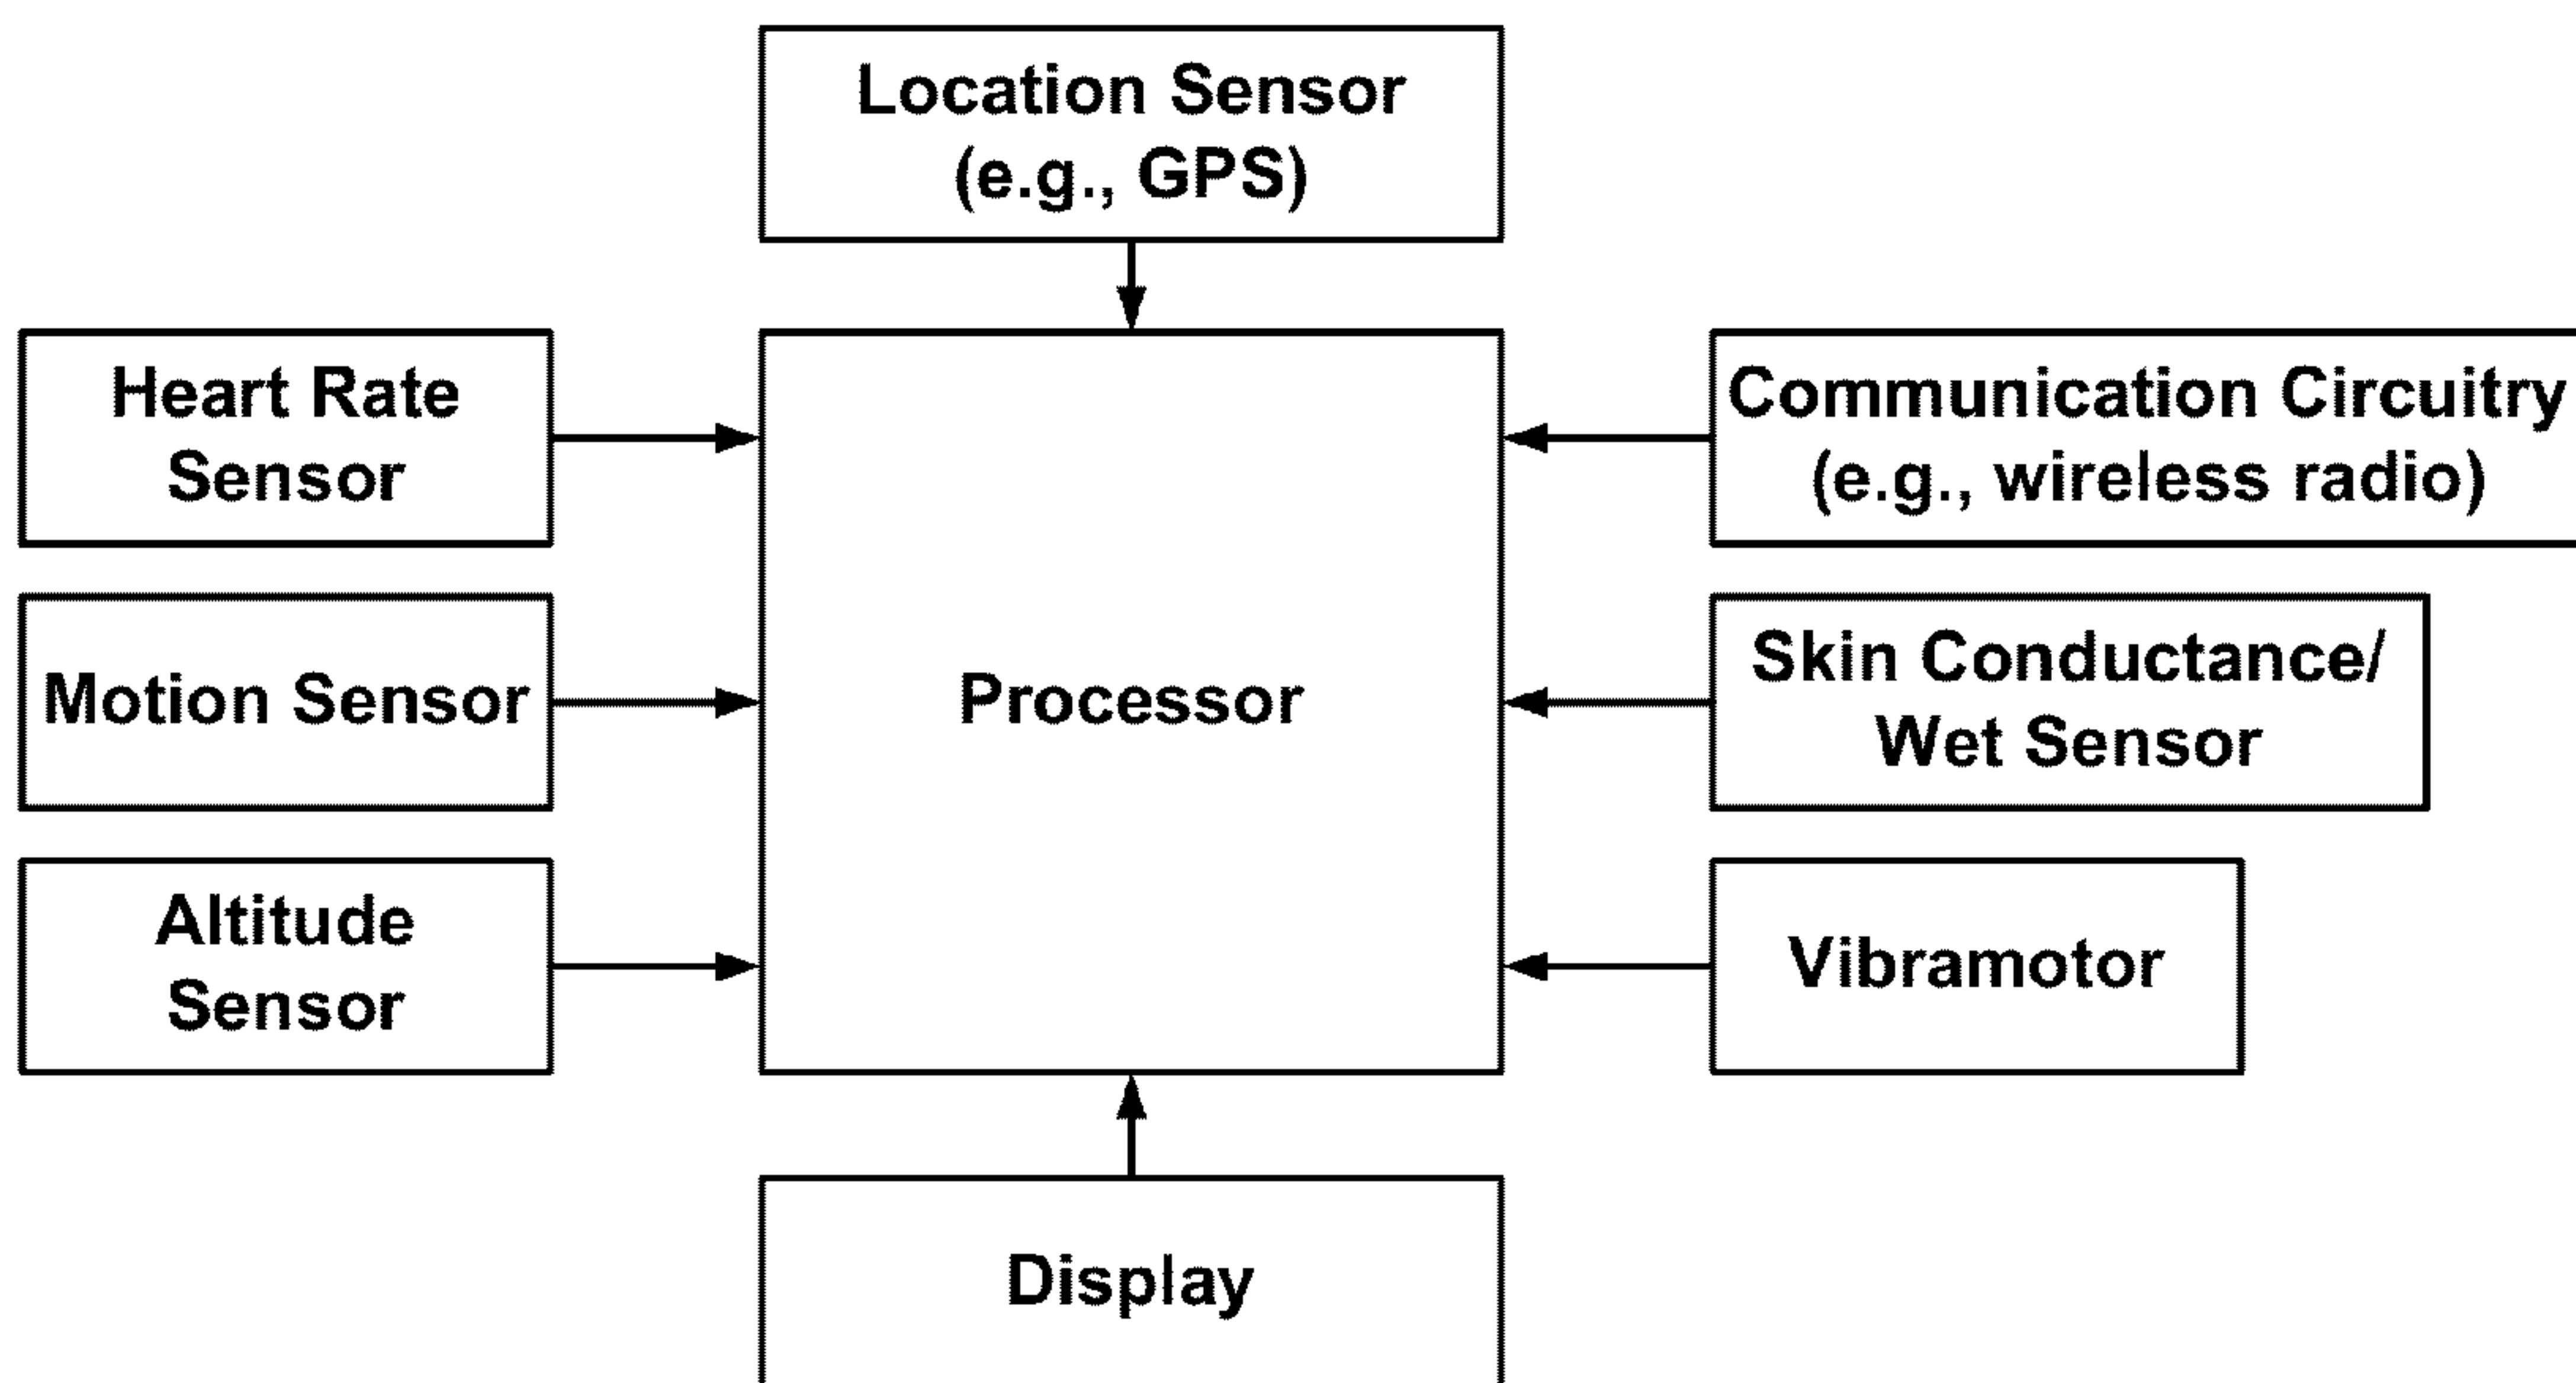 Location Sensor
(e.g., GPS)
Heart Rate
Sensor
Communication Circuitry
(e.g., wireless radio)
Motion Sensor
Processor
Skin Conductance/
Wet Sensor
Altitude
Sensor
Vibramotor
Display